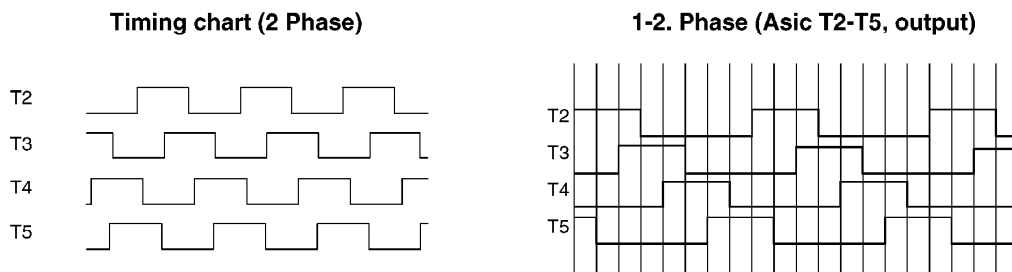 Timing chart (2 Phase)
T2
T3
T4
T5
1-2. Phase (Asic T2-T5, output)
T2
T3
T4
T5